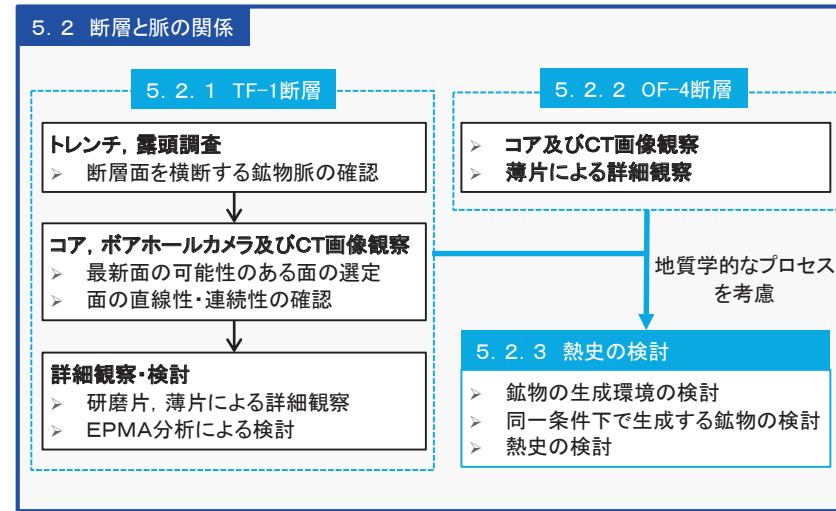 5.2 断層と脈の関係
5.2.1 TF-1断層
トレンチ,露頭調査
➢ 断層面を横断する鉱物脈の確認
コア,ボアホールカメラ及びCT画像観察
➢ 最新面の可能性のある面の選定
➢ 面の直線性・連続性の確認
詳細観察・検討
➢ 研磨片,薄片による詳細観察
➢ EPMA分析による検討
5.2.2 OF-4断層
➢ コア及びCT画像観察
➢ 薄片による詳細観察
地質学的なプロセス
を考慮
5.2.3 熱史の検討
➢ 鉱物の生成環境の検討
➢ 同一条件下で生成する鉱物の検討
➢ 熱史の検討